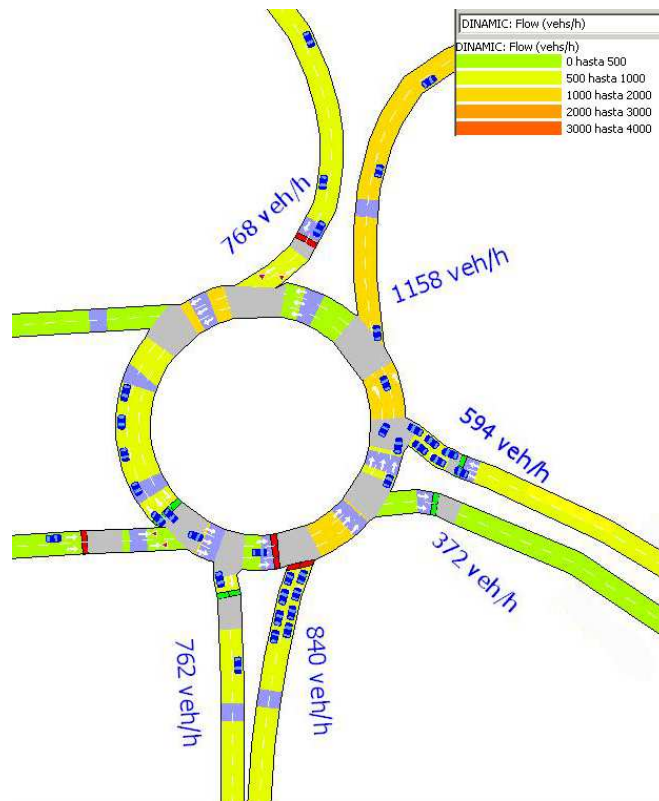 DINAMIC: Flow (vehs/h)
DINAMIC: Flow (vehs/h)
0 hasta 500
500 hasta 1000
1000 hasta 2000
2000 hasta 3000
3000 hasta 4000
768 veh/h
1158 veh/h
594 veh/h
372 veh/h
762 veh/h
840 veh/h